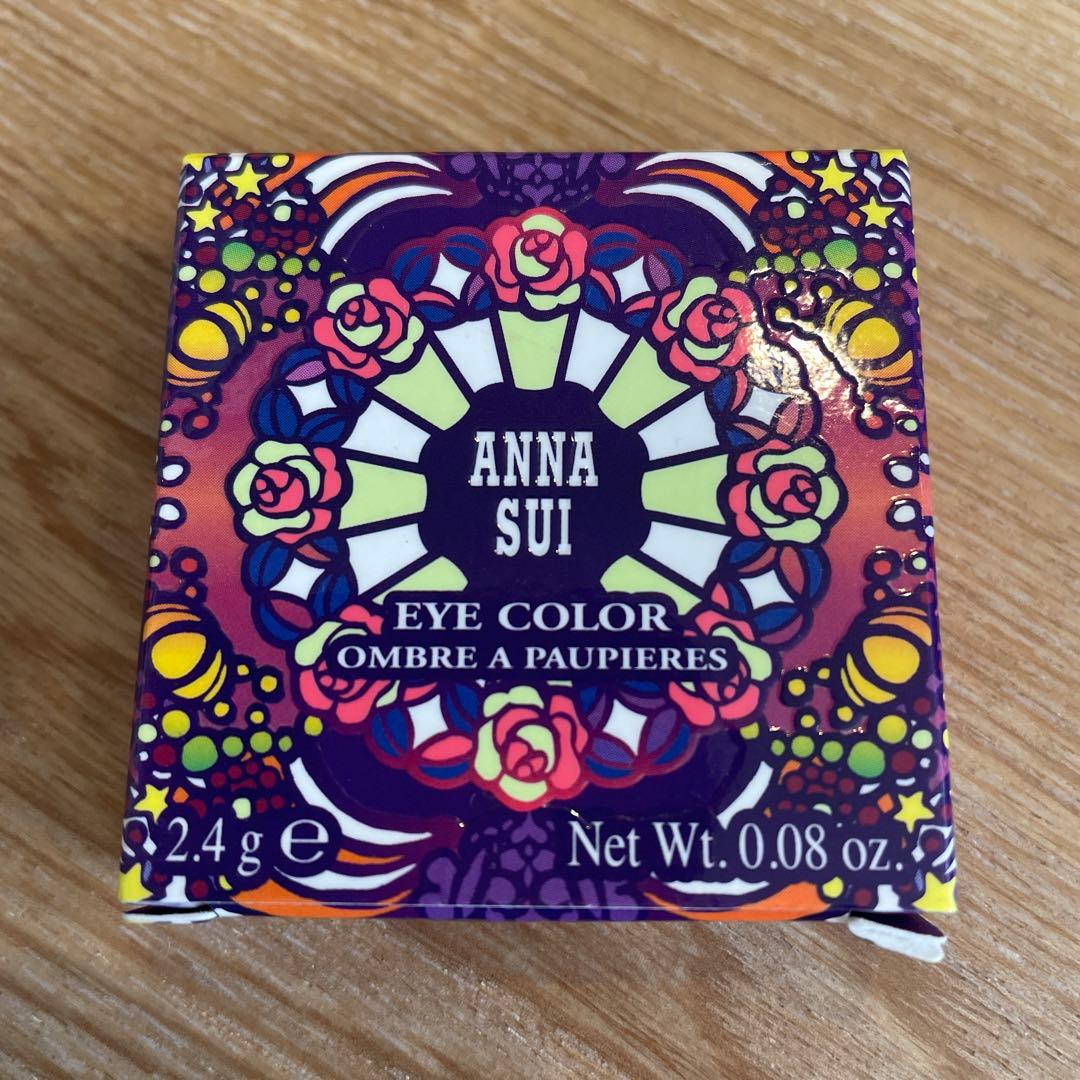 ANNA
SUI
EYE COLOR
OMBRE A PAUPIERES
2.4 g ℮ Net Wt. 0.08 oz.